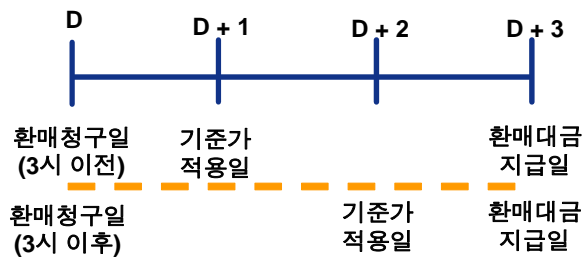 D
D + 1
D + 2
D + 3
환매청구일
(3시 이전)
기준가
적용일
환매대금
지급일
환매청구일
(3시 이후)
기준가
적용일
환매대금
지급일